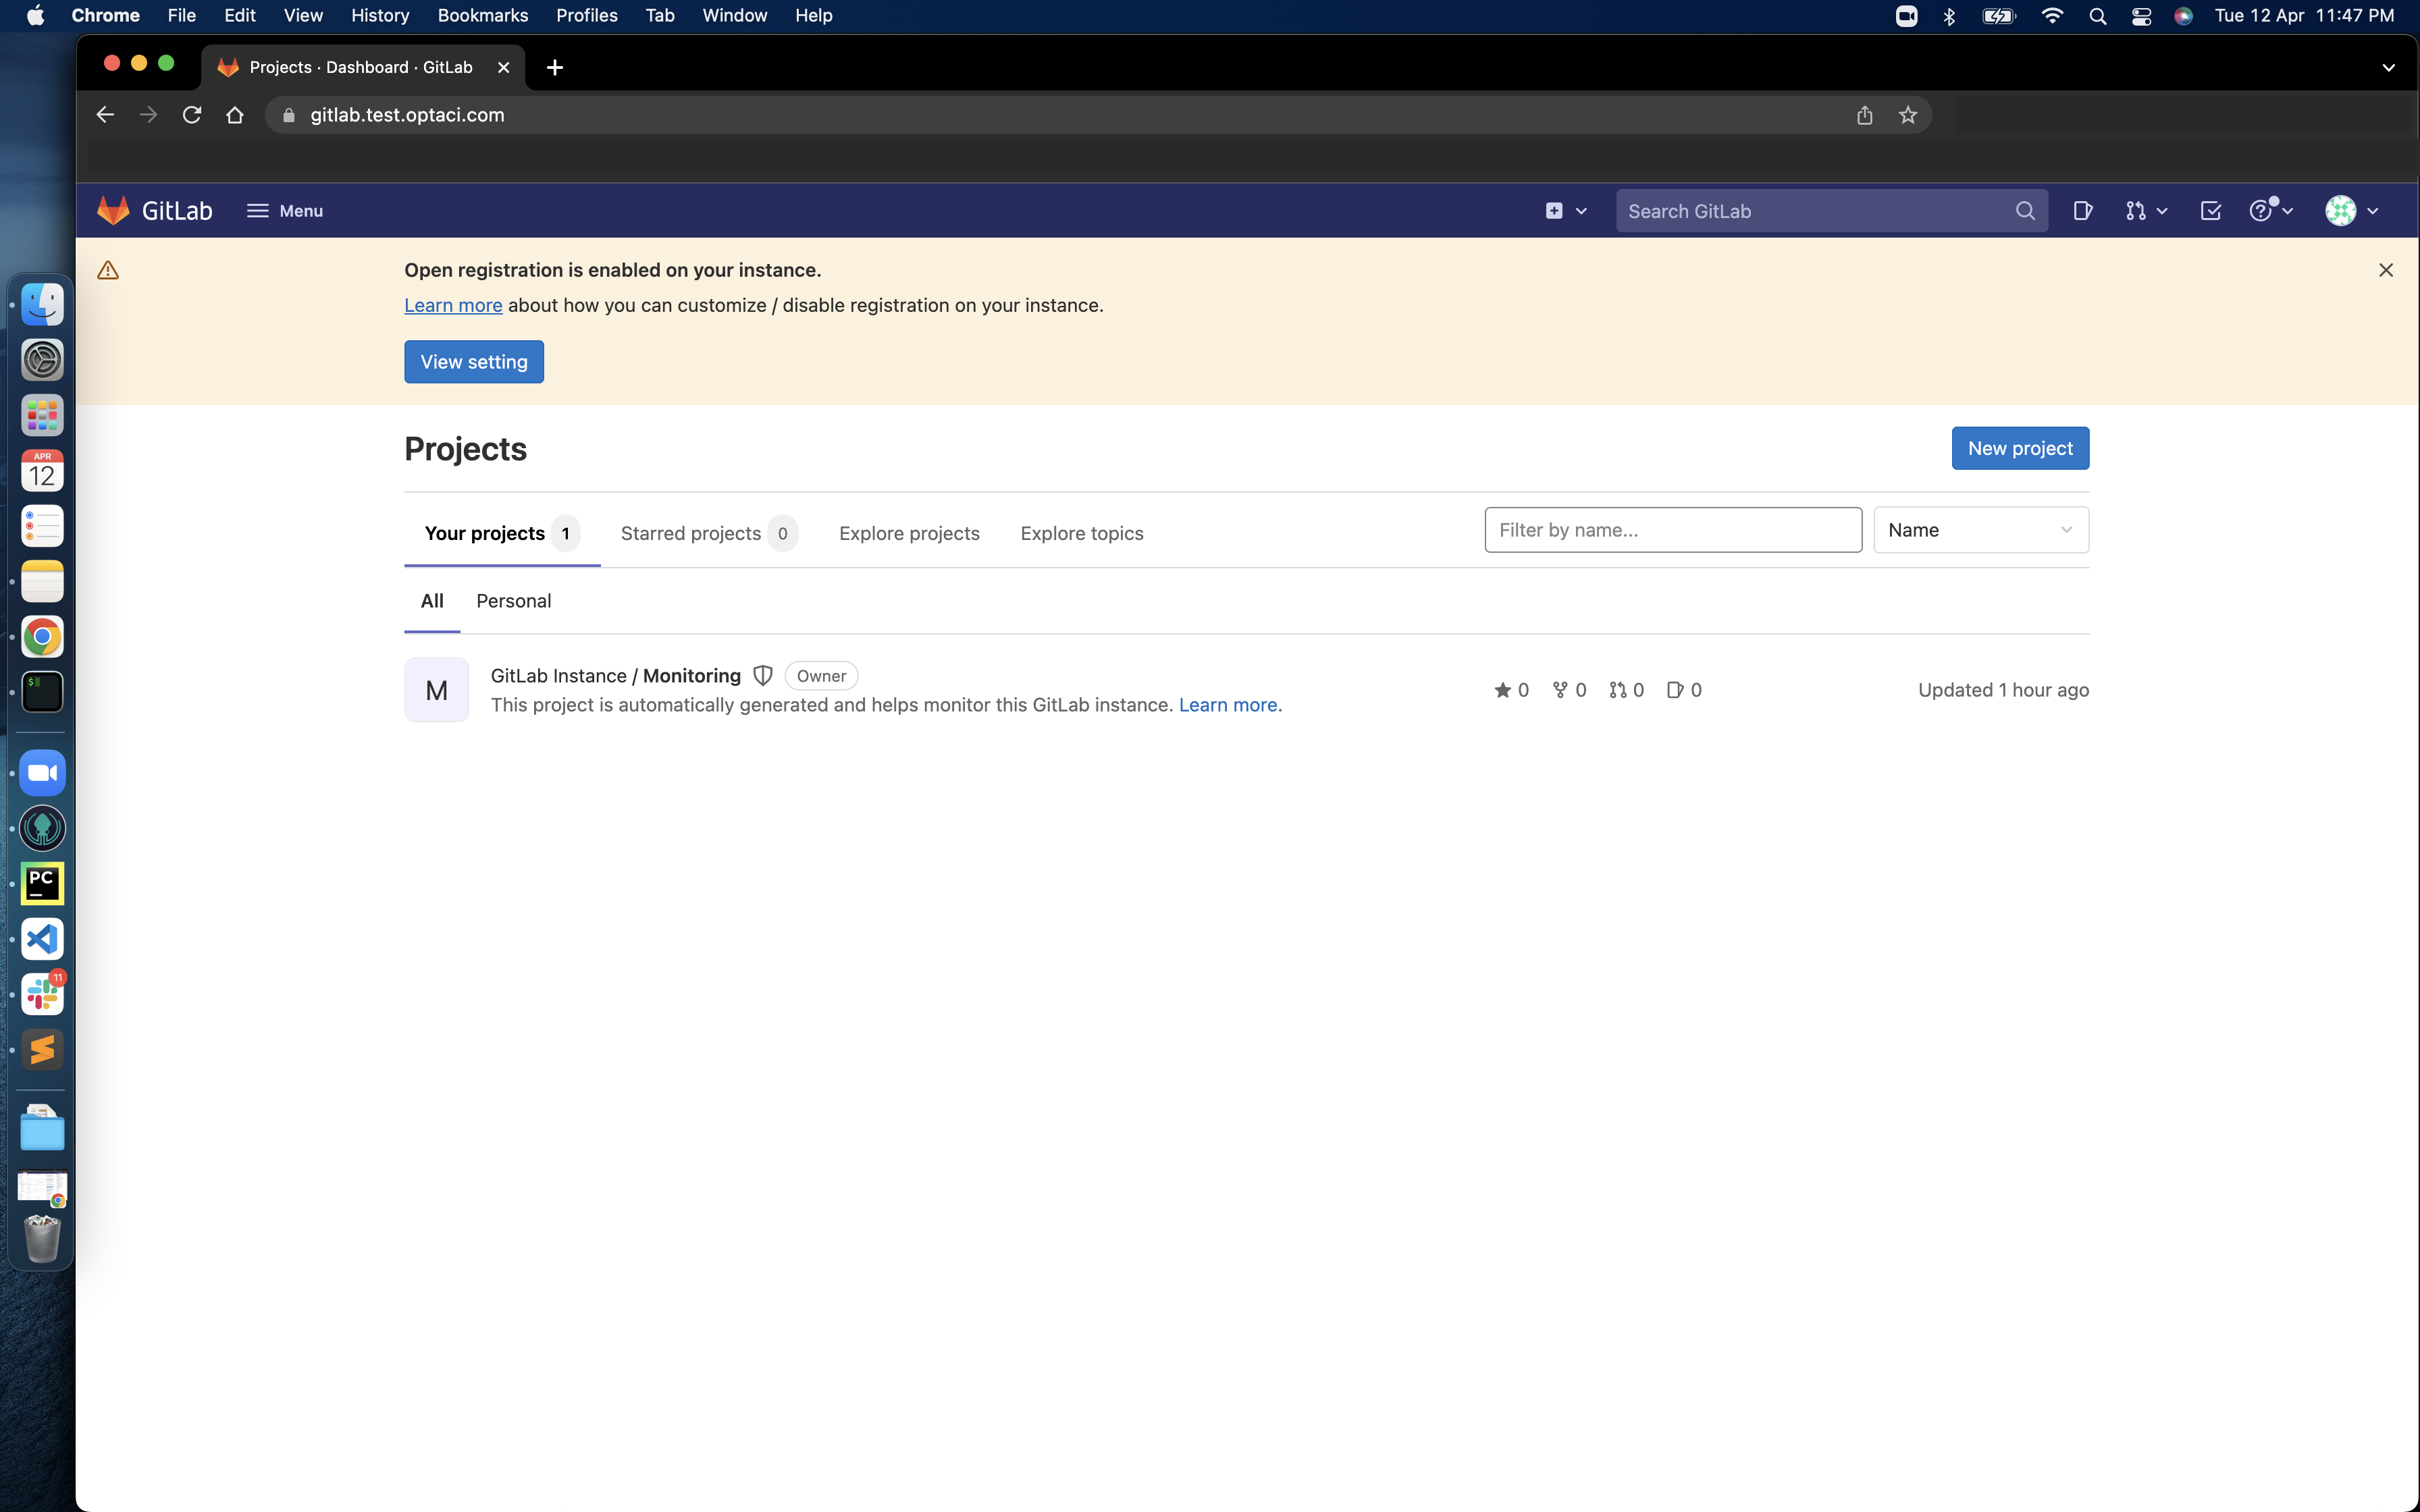 Chrome File Edit View History Bookmarks Profiles Tab Window Help Tue 12 Apr 11:47 PM
Projects · Dashboard · GitLab
gitlab.test.optaci.com
GitLab Menu Search GitLab
Open registration is enabled on your instance.
Learn more about how you can customize / disable registration on your instance.
View setting
Projects New project
Your projects 1 Starred projects 0 Explore projects Explore topics Filter by name... Name
All Personal
M GitLab Instance / Monitoring Owner
This project is automatically generated and helps monitor this GitLab instance. Learn more.
0 0 0 0 Updated 1 hour ago
APR
12
$
PC
11